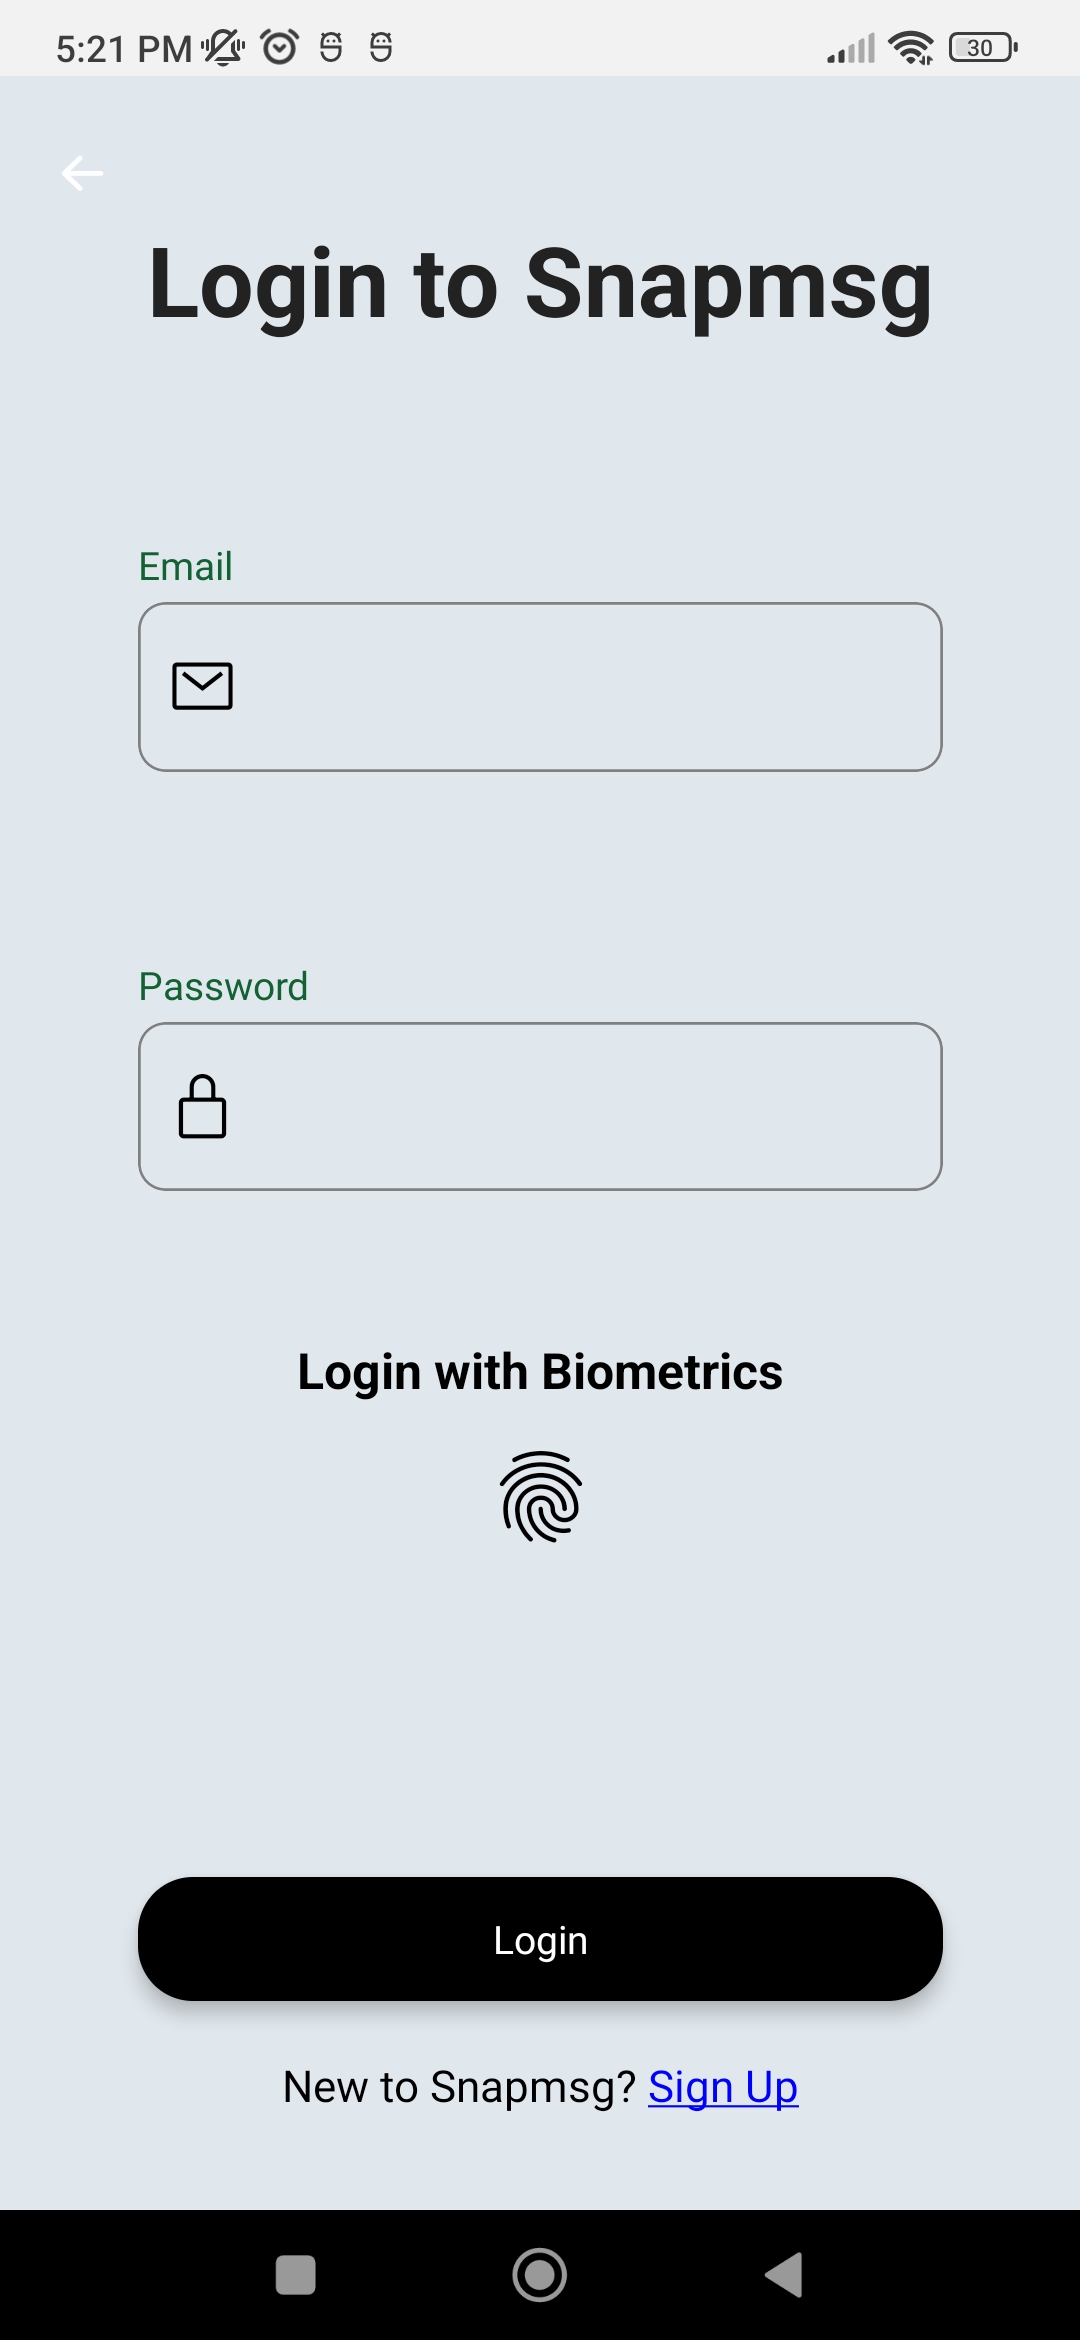 5:21 PM
30
Login to Snapmsg
Email
Password
Login with Biometrics
Login
New to Snapmsg? Sign Up